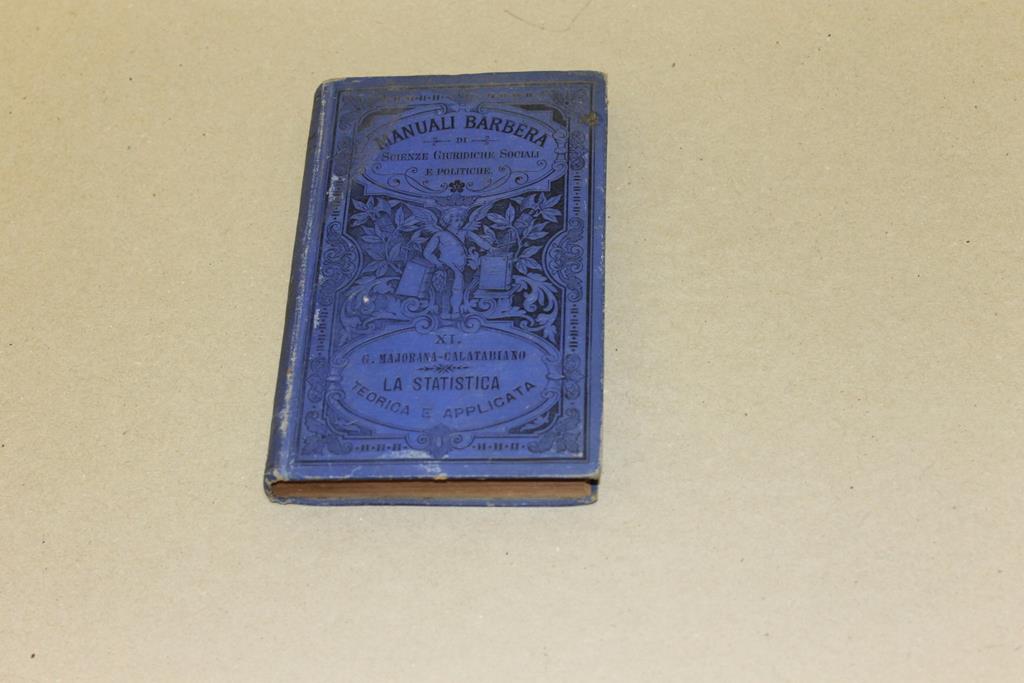 MANUALI BARBERA
DI
SCIENZE GIURIDICHE SOCIALI
E POLITICHE.
XI.
G. MAJORANA-CALATABIANO
LA STATISTICA
TEORICA E APPLICATA